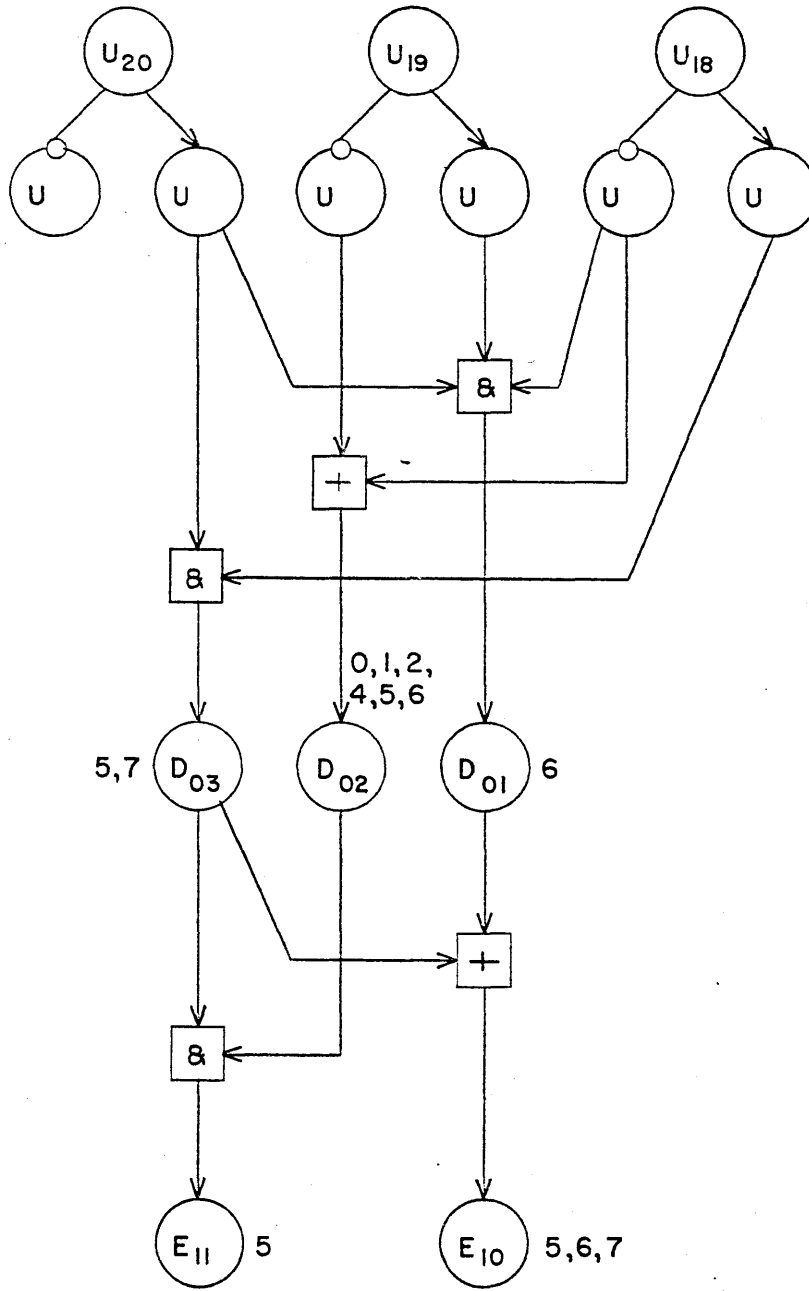 U20 U19 U18
U U U U U U
&
+
&
0,1,2,
4,5,6
5,7 D03 D02 D01 6
+
&
E11 5 E10 5,6,7